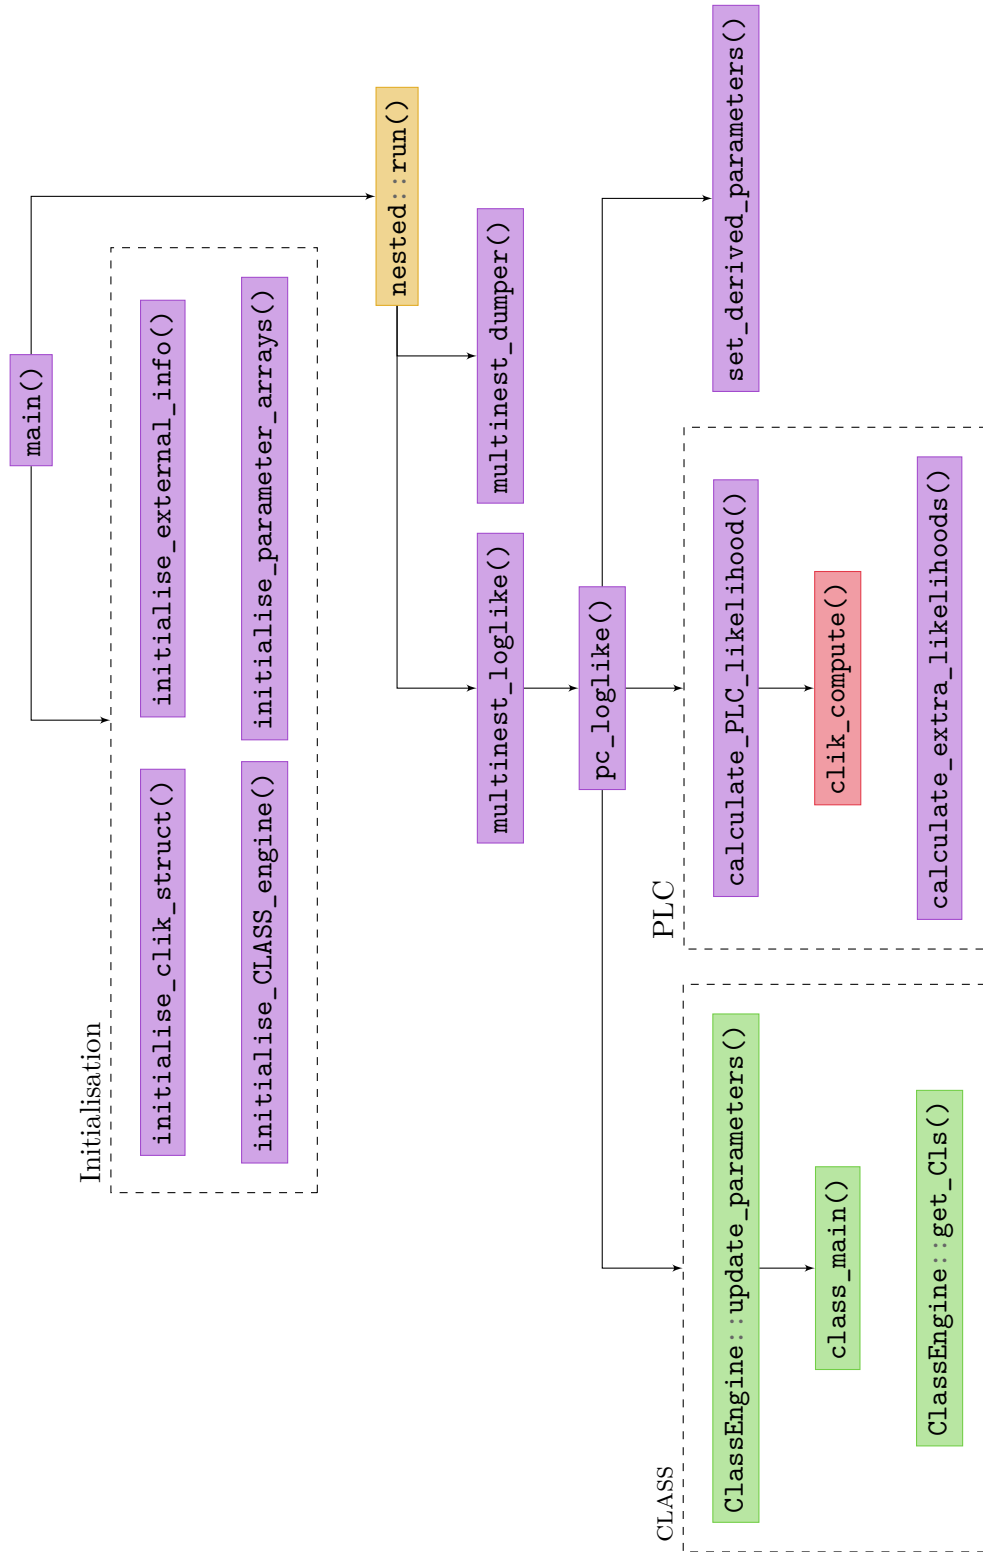 main()
Initialisation
initialise_clik_struct()
initialise_external_info()
initialise_CLASS_engine()
initialise_parameter_arrays()
nested::run()
multinest_loglike()
multinest_dumper()
pc_loglike()
CLASS
PLC
ClassEngine::update_parameters()
calculate_PLC_likelihood()
set_derived_parameters()
class_main()
clik_compute()
ClassEngine::get_Cls()
calculate_extra_likelihoods()